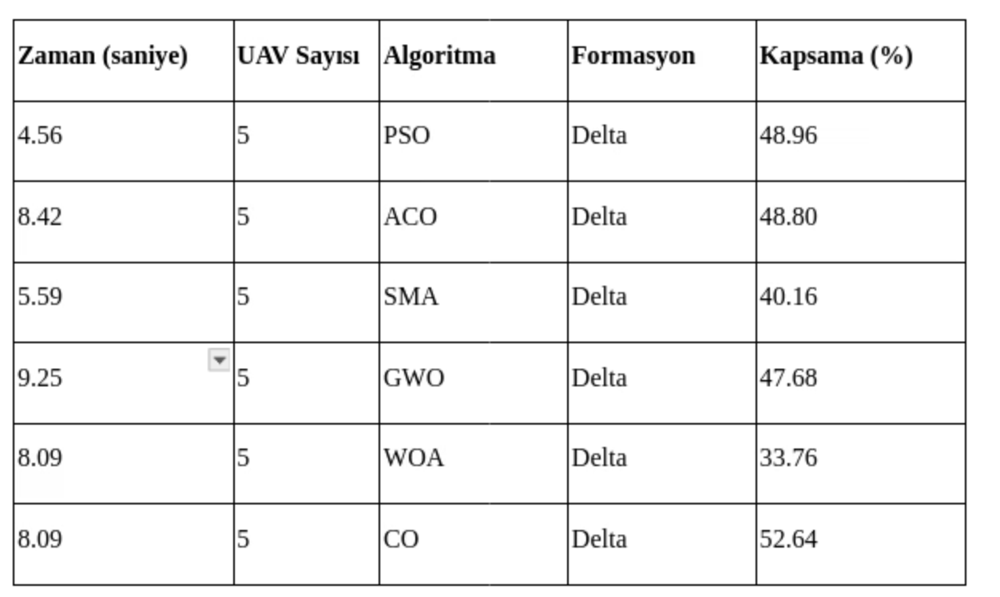 Zaman (saniye) UAV Sayısı Algoritma Formasyon Kapsama (%)
4.56 5 PSO Delta 48.96
8.42 5 ACO Delta 48.80
5.59 5 SMA Delta 40.16
9.25 5 GWO Delta 47.68
8.09 5 WOA Delta 33.76
8.09 5 CO Delta 52.64